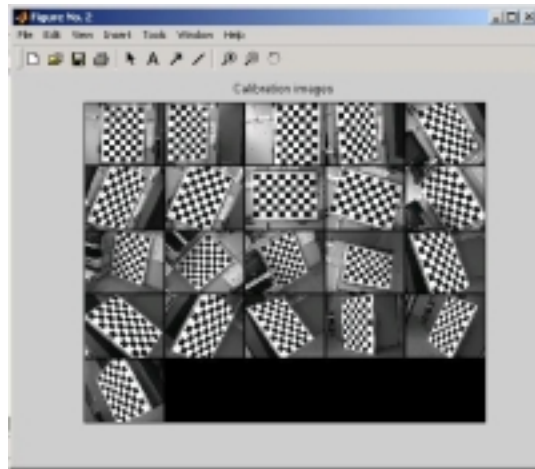 Figure No. 2
File Edit View Insert Tools Window Help
A
Calibration images